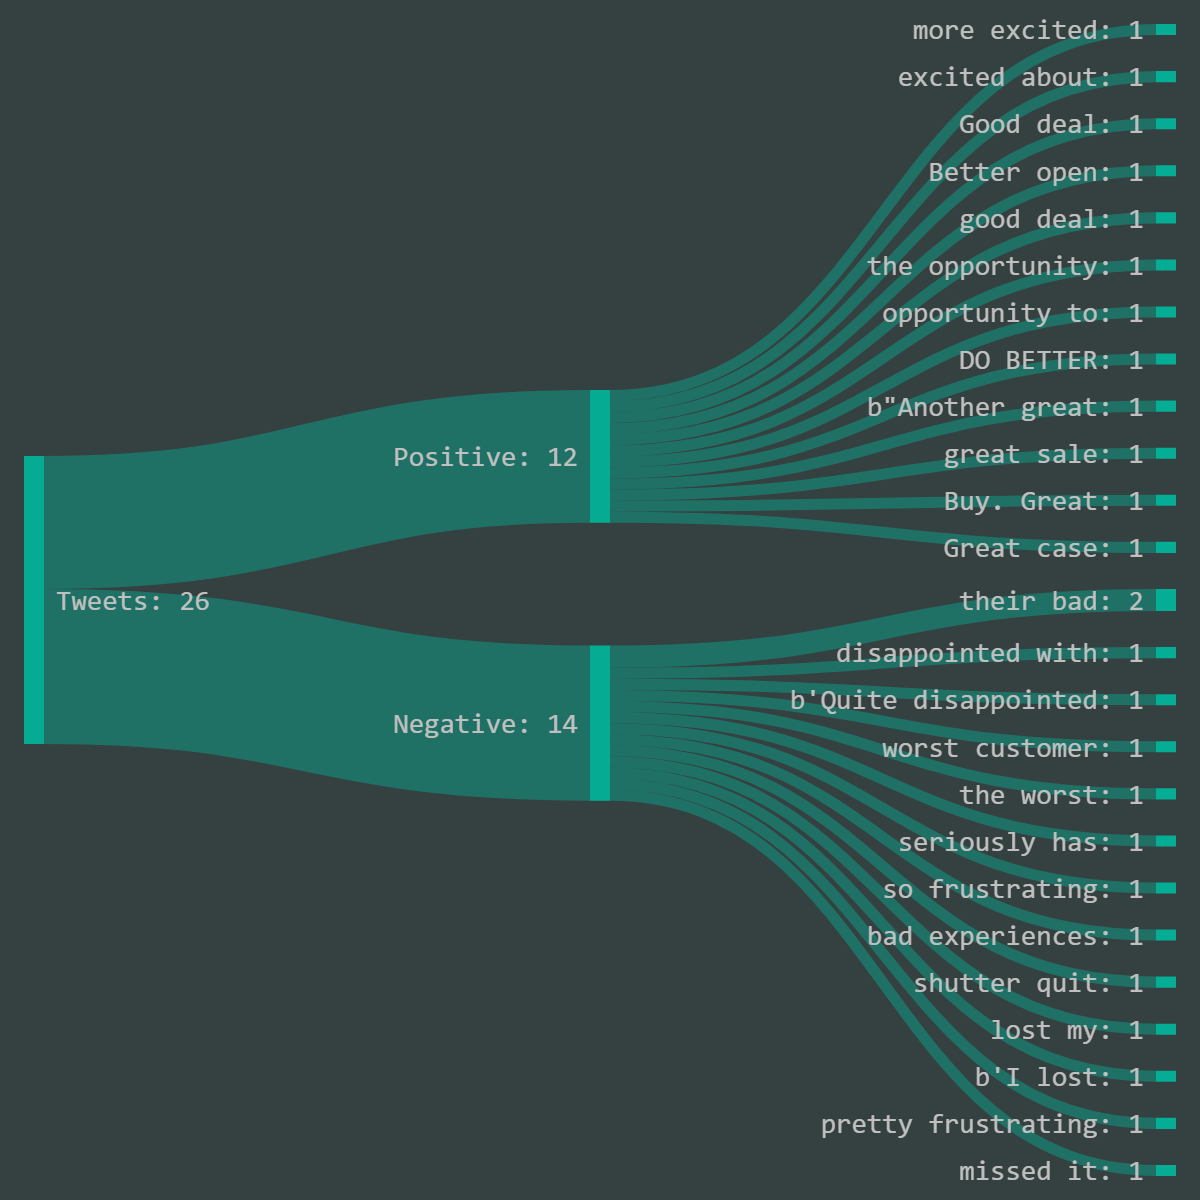 more excited: 1
excited about: 1
Good deal: 1
Better open: 1
good deal: 1
the opportunity: 1
opportunity to: 1
DO BETTER: 1
b"Another great: 1
great sale: 1
Buy. Great: 1
Great case: 1
Positive: 12
Tweets: 26
Negative: 14
their bad: 2
disappointed with: 1
b'Quite disappointed: 1
worst customer: 1
the worst: 1
seriously has: 1
so frustrating: 1
bad experiences: 1
shutter quit: 1
lost my: 1
b'I lost: 1
pretty frustrating: 1
missed it: 1